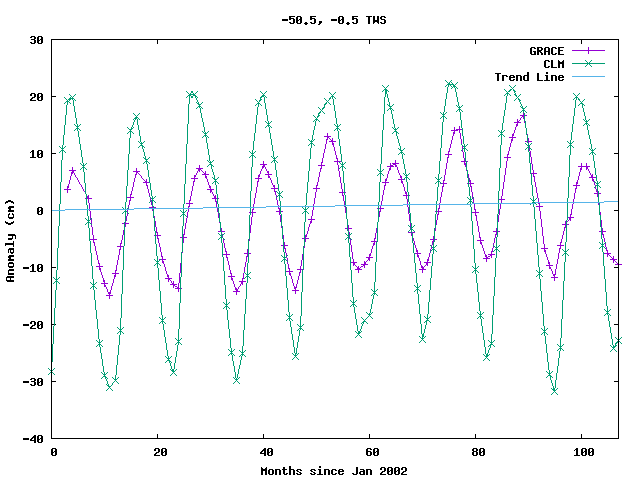 -50.5, -0.5 TWS
GRACE
CLM
Trend Line
30
20
10
0
-10
-20
-30
-40
Anomaly (cm)
0 20 40 60 80 100
Months since Jan 2002